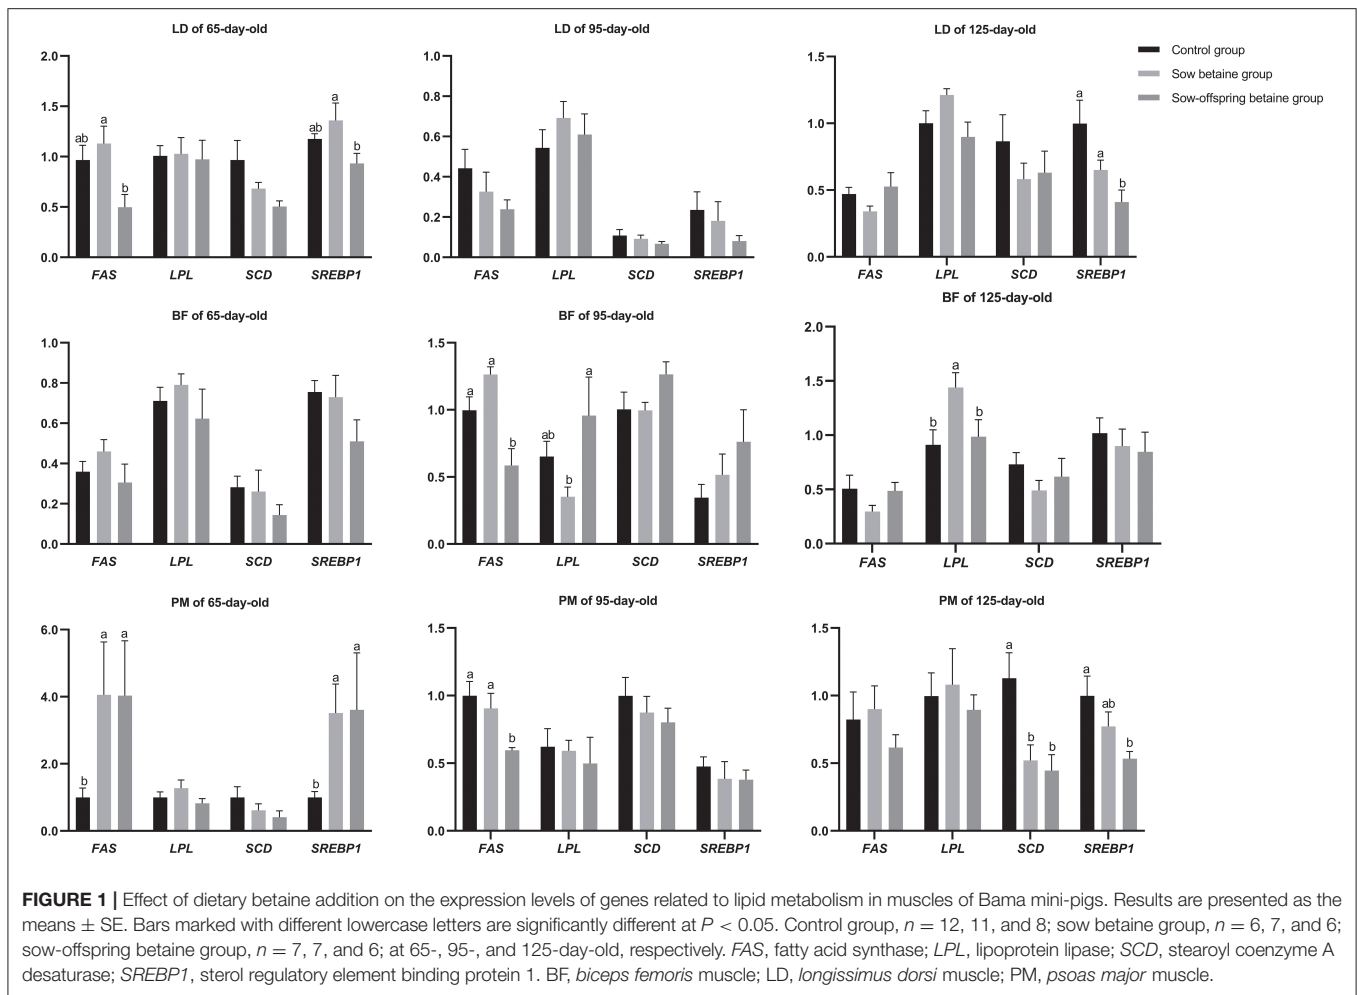 LD of 65-day-old
2.0
1.5
1.0
0.5
0.0
ab
a
b
ab
a
b
FAS
LPL
SCD
SREBP1
LD of 95-day-old
1.0
0.8
0.6
0.4
0.2
0.0
FAS
LPL
SCD
SREBP1
LD of 125-day-old
1.5
1.0
0.5
0.0
a
a
b
FAS
LPL
SCD
SREBP1
Control group
Sow betaine group
Sow-offspring betaine group
BF of 65-day-old
1.0
0.8
0.6
0.4
0.2
0.0
FAS
LPL
SCD
SREBP1
BF of 95-day-old
1.5
1.0
0.5
0.0
a
a
b
ab
b
a
FAS
LPL
SCD
SREBP1
BF of 125-day-old
2.0
1.5
1.0
0.5
0.0
b
a
b
FAS
LPL
SCD
SREBP1
PM of 65-day-old
6.0
4.0
2.0
0.0
b
a
a
b
a
a
FAS
LPL
SCD
SREBP1
PM of 95-day-old
1.5
1.0
0.5
0.0
a
a
b
FAS
LPL
SCD
SREBP1
PM of 125-day-old
1.5
1.0
0.5
0.0
a
b
b
a
ab
b
FAS
LPL
SCD
SREBP1
FIGURE 1 | Effect of dietary betaine addition on the expression levels of genes related to lipid metabolism in muscles of Bama mini-pigs. Results are presented as the
means ± SE. Bars marked with different lowercase letters are significantly different at P < 0.05. Control group, n = 12, 11, and 8; sow betaine group, n = 6, 7, and 6;
sow-offspring betaine group, n = 7, 7, and 6; at 65-, 95-, and 125-day-old, respectively. FAS, fatty acid synthase; LPL, lipoprotein lipase; SCD, stearoyl coenzyme A
desaturase; SREBP1, sterol regulatory element binding protein 1. BF, biceps femoris muscle; LD, longissimus dorsi muscle; PM, psoas major muscle.